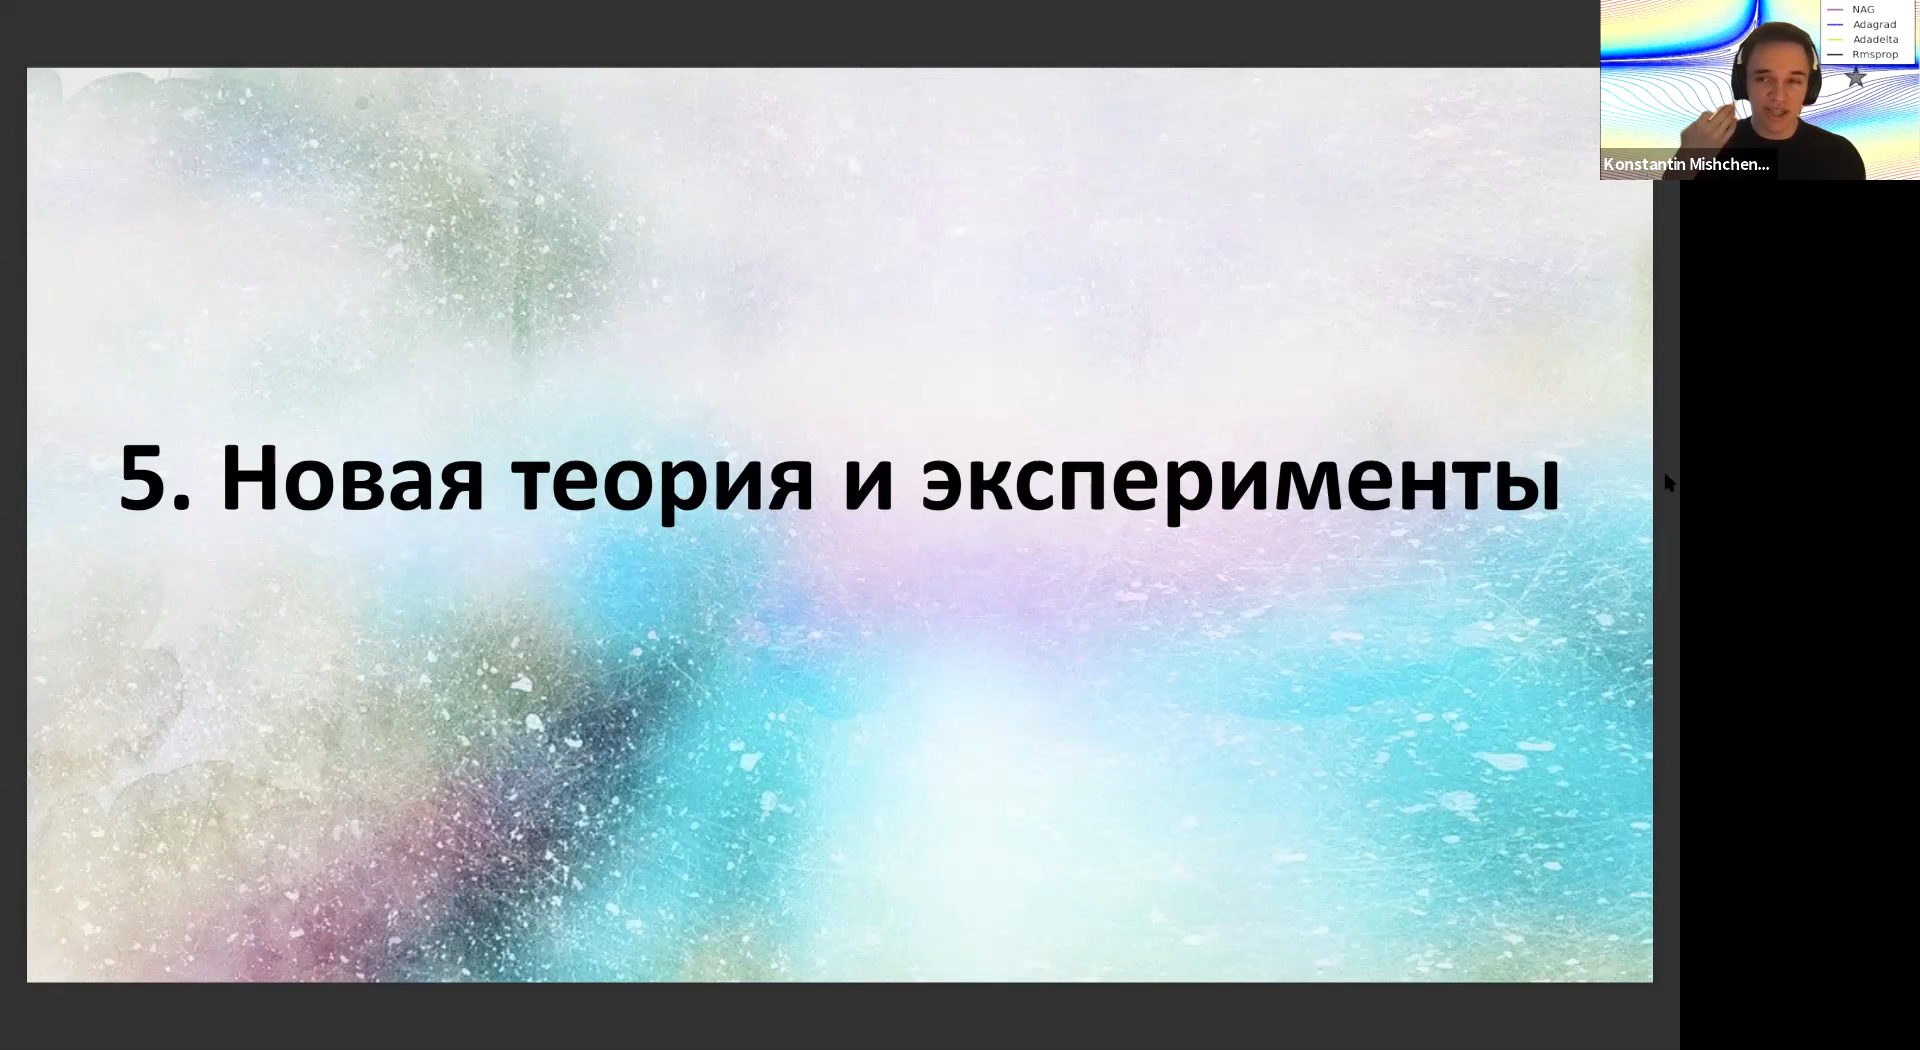 NAG
Adagrad
Adadelta
Rmsprop
Konstantin Mishchen...
5. Новая теория и эксперименты